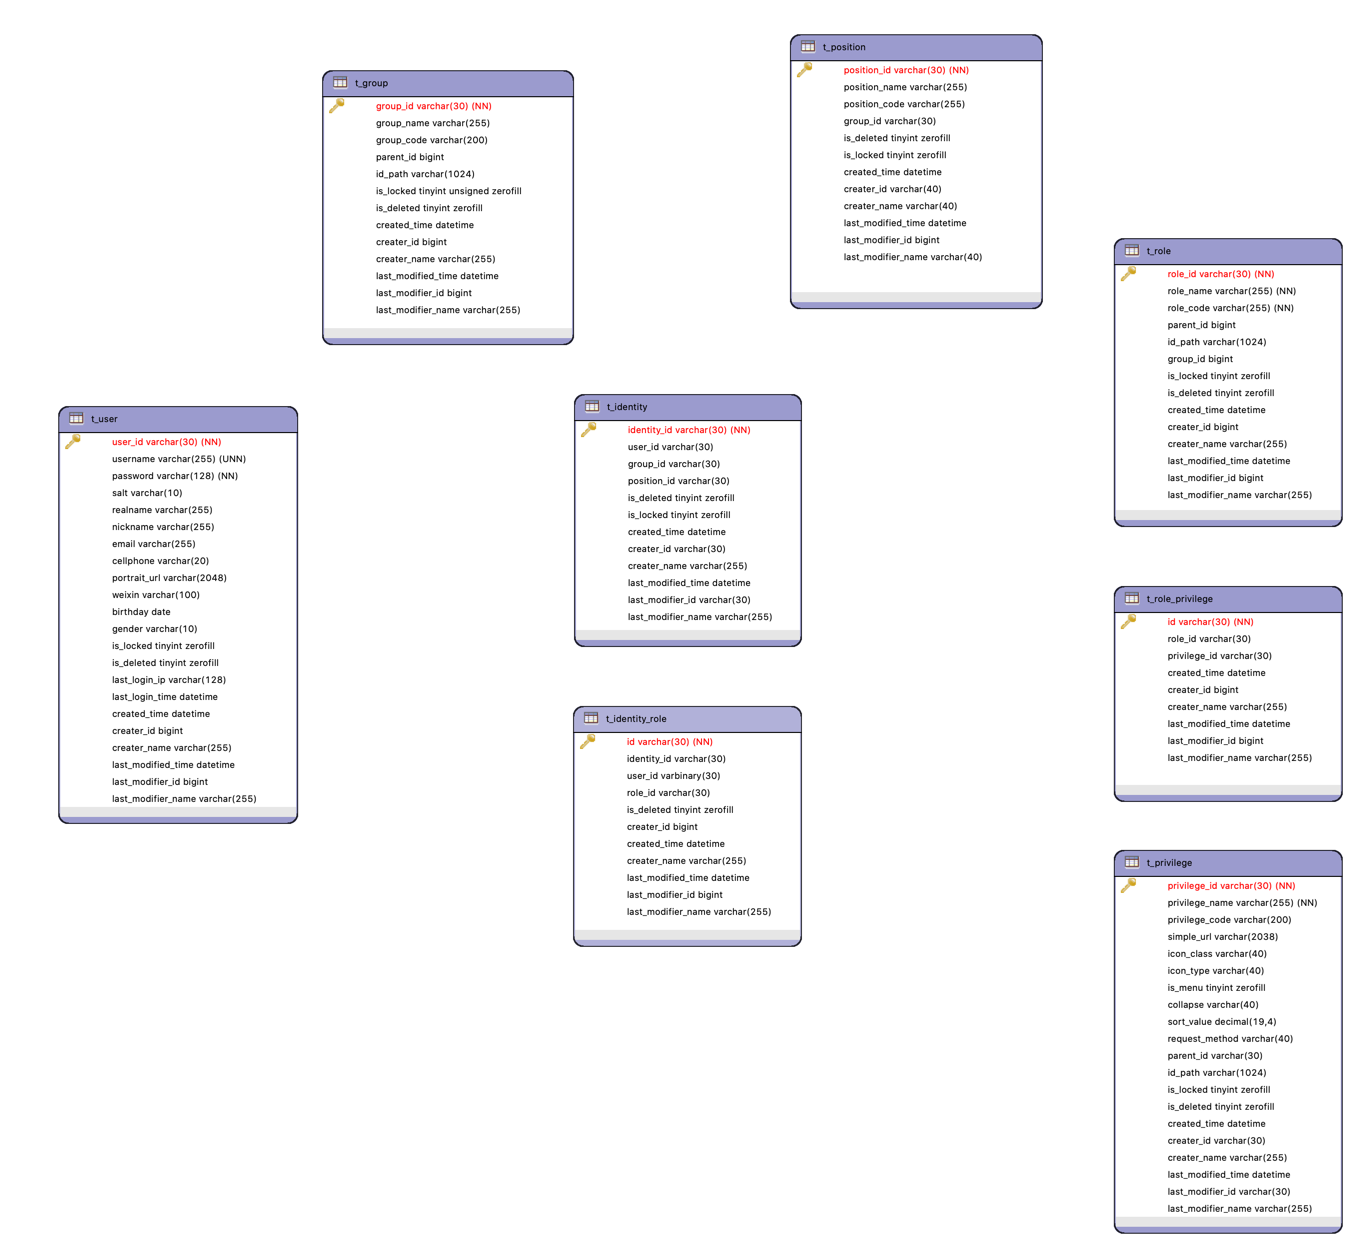 t_group
group_id varchar(30) (NN)
group_name varchar(255)
group_code varchar(200)
parent_id bigint
id_path varchar(1024)
is_locked tinyint unsigned zerofill
is_deleted tinyint zerofill
created_time datetime
creater_id bigint
creater_name varchar(255)
last_modified_time datetime
last_modifier_id bigint
last_modifier_name varchar(255)
t_position
position_id varchar(30) (NN)
position_name varchar(255)
position_code varchar(255)
group_id varchar(30)
is_deleted tinyint zerofill
is_locked tinyint zerofill
created_time datetime
creater_id varchar(40)
creater_name varchar(40)
last_modified_time datetime
last_modifier_id bigint
last_modifier_name varchar(40)
t_role
role_id varchar(30) (NN)
role_name varchar(255) (NN)
role_code varchar(255) (NN)
parent_id bigint
id_path varchar(1024)
group_id bigint
is_locked tinyint zerofill
is_deleted tinyint zerofill
created_time datetime
creater_id bigint
creater_name varchar(255)
last_modified_time datetime
last_modifier_id bigint
last_modifier_name varchar(255)
t_user
user_id varchar(30) (NN)
username varchar(255) (UNN)
password varchar(128) (NN)
salt varchar(10)
realname varchar(255)
nickname varchar(255)
email varchar(255)
cellphone varchar(20)
portrait_url varchar(2048)
weixin varchar(100)
birthday date
gender varchar(10)
is_locked tinyint zerofill
is_deleted tinyint zerofill
last_login_ip varchar(128)
last_login_time datetime
created_time datetime
creater_id bigint
creater_name varchar(255)
last_modified_time datetime
last_modifier_id bigint
last_modifier_name varchar(255)
t_identity
identity_id varchar(30) (NN)
user_id varchar(30)
group_id varchar(30)
position_id varchar(30)
is_deleted tinyint zerofill
is_locked tinyint zerofill
created_time datetime
creater_id varchar(30)
creater_name varchar(255)
last_modified_time datetime
last_modifier_id varchar(30)
last_modifier_name varchar(255)
t_role_privilege
id varchar(30) (NN)
role_id varchar(30)
privilege_id varchar(30)
created_time datetime
creater_id bigint
creater_name varchar(255)
last_modified_time datetime
last_modifier_id bigint
last_modifier_name varchar(255)
t_identity_role
id varchar(30) (NN)
identity_id varchar(30)
user_id varbinary(30)
role_id varchar(30)
is_deleted tinyint zerofill
creater_id bigint
created_time datetime
creater_name varchar(255)
last_modified_time datetime
last_modifier_id bigint
last_modifier_name varchar(255)
t_privilege
privilege_id varchar(30) (NN)
privilege_name varchar(255) (NN)
privilege_code varchar(200)
simple_url varchar(2038)
icon_class varchar(40)
icon_type varchar(40)
is_menu tinyint zerofill
collapse varchar(40)
sort_value decimal(19,4)
request_method varchar(40)
parent_id varchar(30)
id_path varchar(1024)
is_locked tinyint zerofill
is_deleted tinyint zerofill
created_time datetime
creater_id varchar(30)
creater_name varchar(255)
last_modified_time datetime
last_modifier_id varchar(30)
last_modifier_name varchar(255)